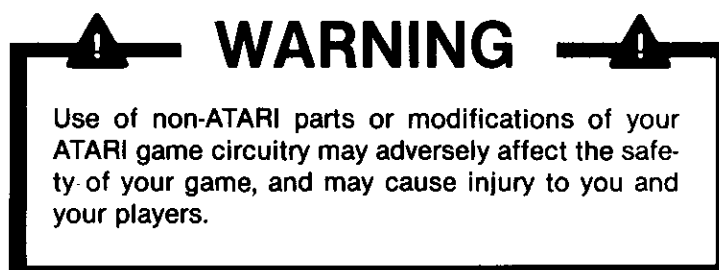 WARNING
Use of non-ATARI parts or modifications of your
ATARI game circuitry may adversely affect the safe-
ty of your game, and may cause injury to you and
your players.